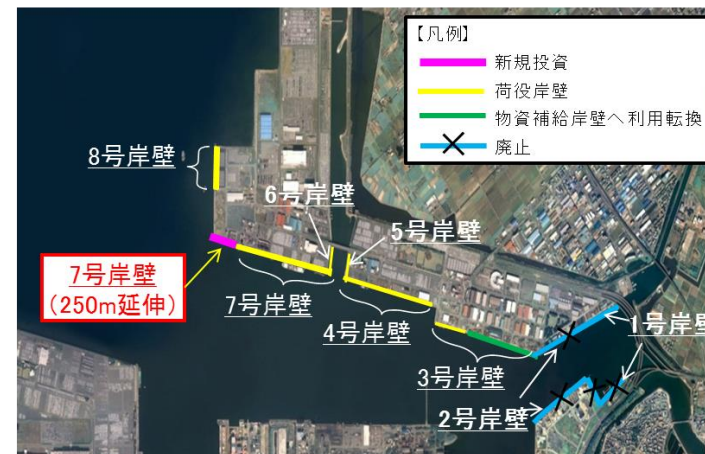 【凡例】
新規投資
荷役岸壁
物資補給岸壁へ利用転換
廃止
8号岸壁
6号岸壁
5号岸壁
7号岸壁
(250m延伸)
7号岸壁
4号岸壁
1号岸壁
3号岸壁
2号岸壁